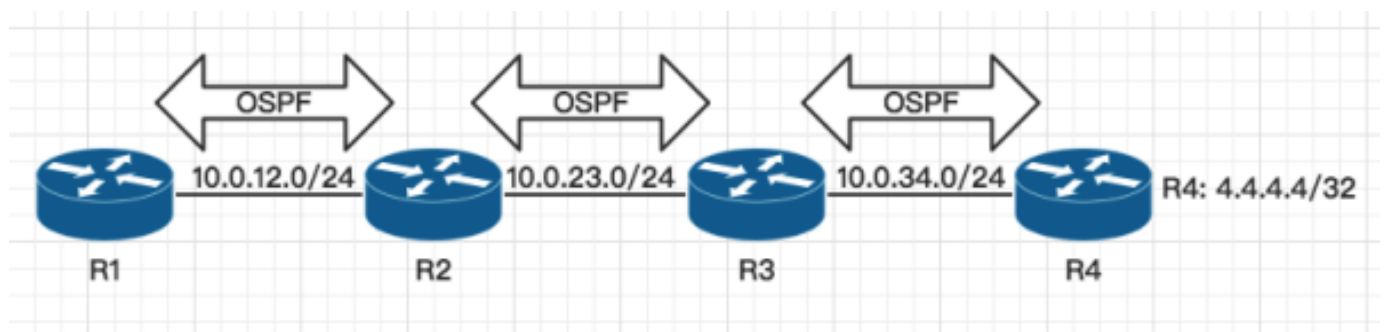 OSPF
OSPF
OSPF
10.0.12.0/24
10.0.23.0/24
10.0.34.0/24
R4: 4.4.4.4/32
R1
R2
R3
R4